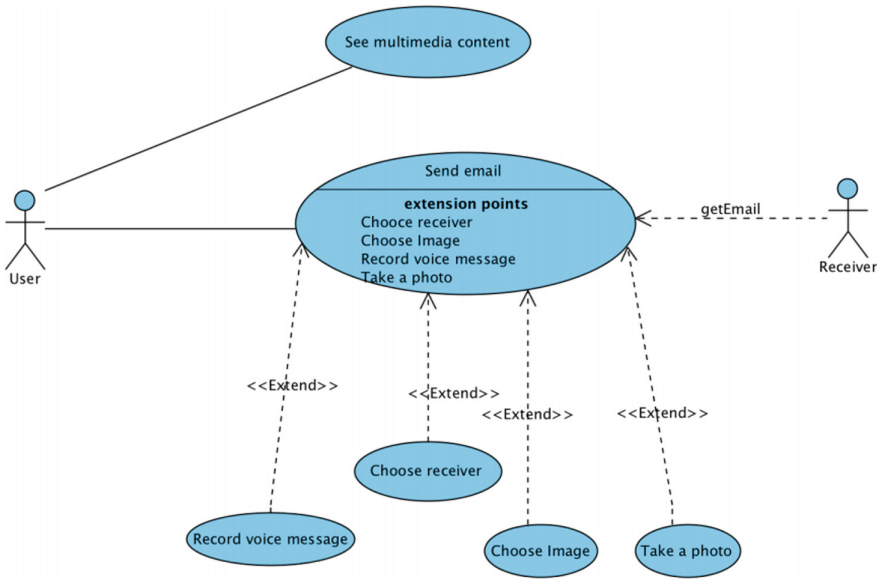 See multimedia content
Send email
extension points
Chooce receiver
Choose Image
Record voice message
Take a photo
getEmail
User
Receiver
<<Extend>>
<<Extend>>
<<Extend>>
<<Extend>>
Choose receiver
Record voice message
Choose Image
Take a photo